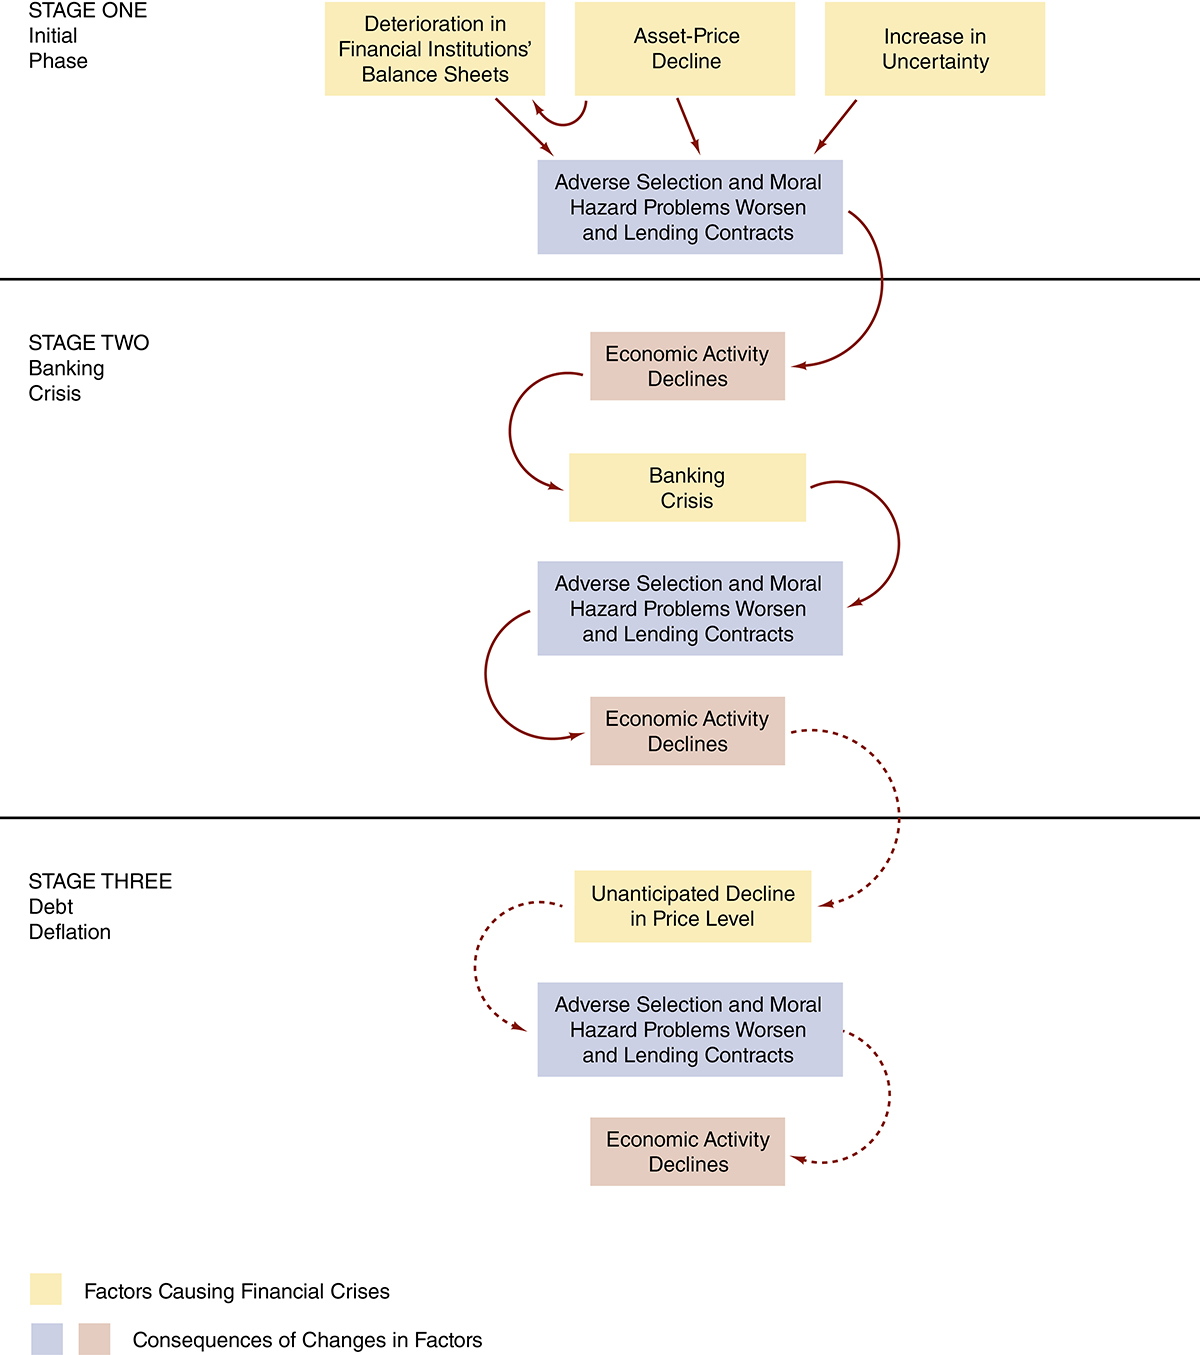 STAGE ONE
Initial
Phase
Deterioration in
Financial Institutions’
Balance Sheets
Asset-Price
Decline
Increase in
Uncertainty
Adverse Selection and Moral
Hazard Problems Worsen
and Lending Contracts
STAGE TWO
Banking
Crisis
Economic Activity
Declines
Banking
Crisis
Adverse Selection and Moral
Hazard Problems Worsen
and Lending Contracts
Economic Activity
Declines
STAGE THREE
Debt
Deflation
Unanticipated Decline
in Price Level
Adverse Selection and Moral
Hazard Problems Worsen
and Lending Contracts
Economic Activity
Declines
Factors Causing Financial Crises
Consequences of Changes in Factors